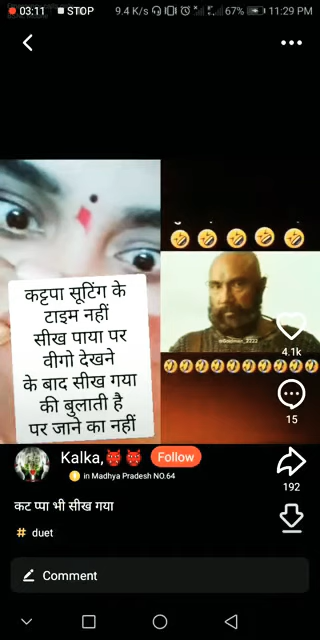 03:11 STOP 9.4 K/s 67% 11:29 PM
कट्टपा सूटिंग के
टाइम नहीं
सीख पाया पर
वीगो देखने
के बाद सीख गया
की बुलाती है
पर जाने का नहीं
4.1k
15
Kalka, Follow
in Madhya Pradesh NO.64
192
कट प्पा भी सीख गया
# duet
Comment